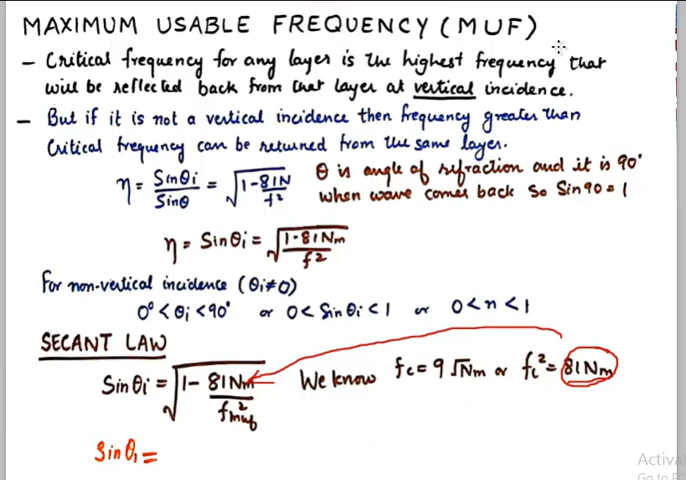 MAXIMUM USABLE FREQUENCY (MUF)
- Critical frequency for any layer is the highest frequency that
will be reflected back from that layer at vertical incidence.
- But if it is not a vertical incidence then frequency greater than
critical frequency can be returned from the same layer.
η = Sinθi/Sinθ = √(1-81N/f²) θ is angle of refraction and it is 90°
when wave comes back so Sin90=1
η = Sinθi = √(1-81Nm/f²)
For non-vertical incidence (θi≠0)
0° < θi < 90° or 0 < Sinθi < 1 or 0 < n < 1
SECANT LAW
Sinθi = √(1 - 81Nm/f²muf) We know fc = 9√Nm or fc² = 81Nm
Sinθi =
Activa
Go to P